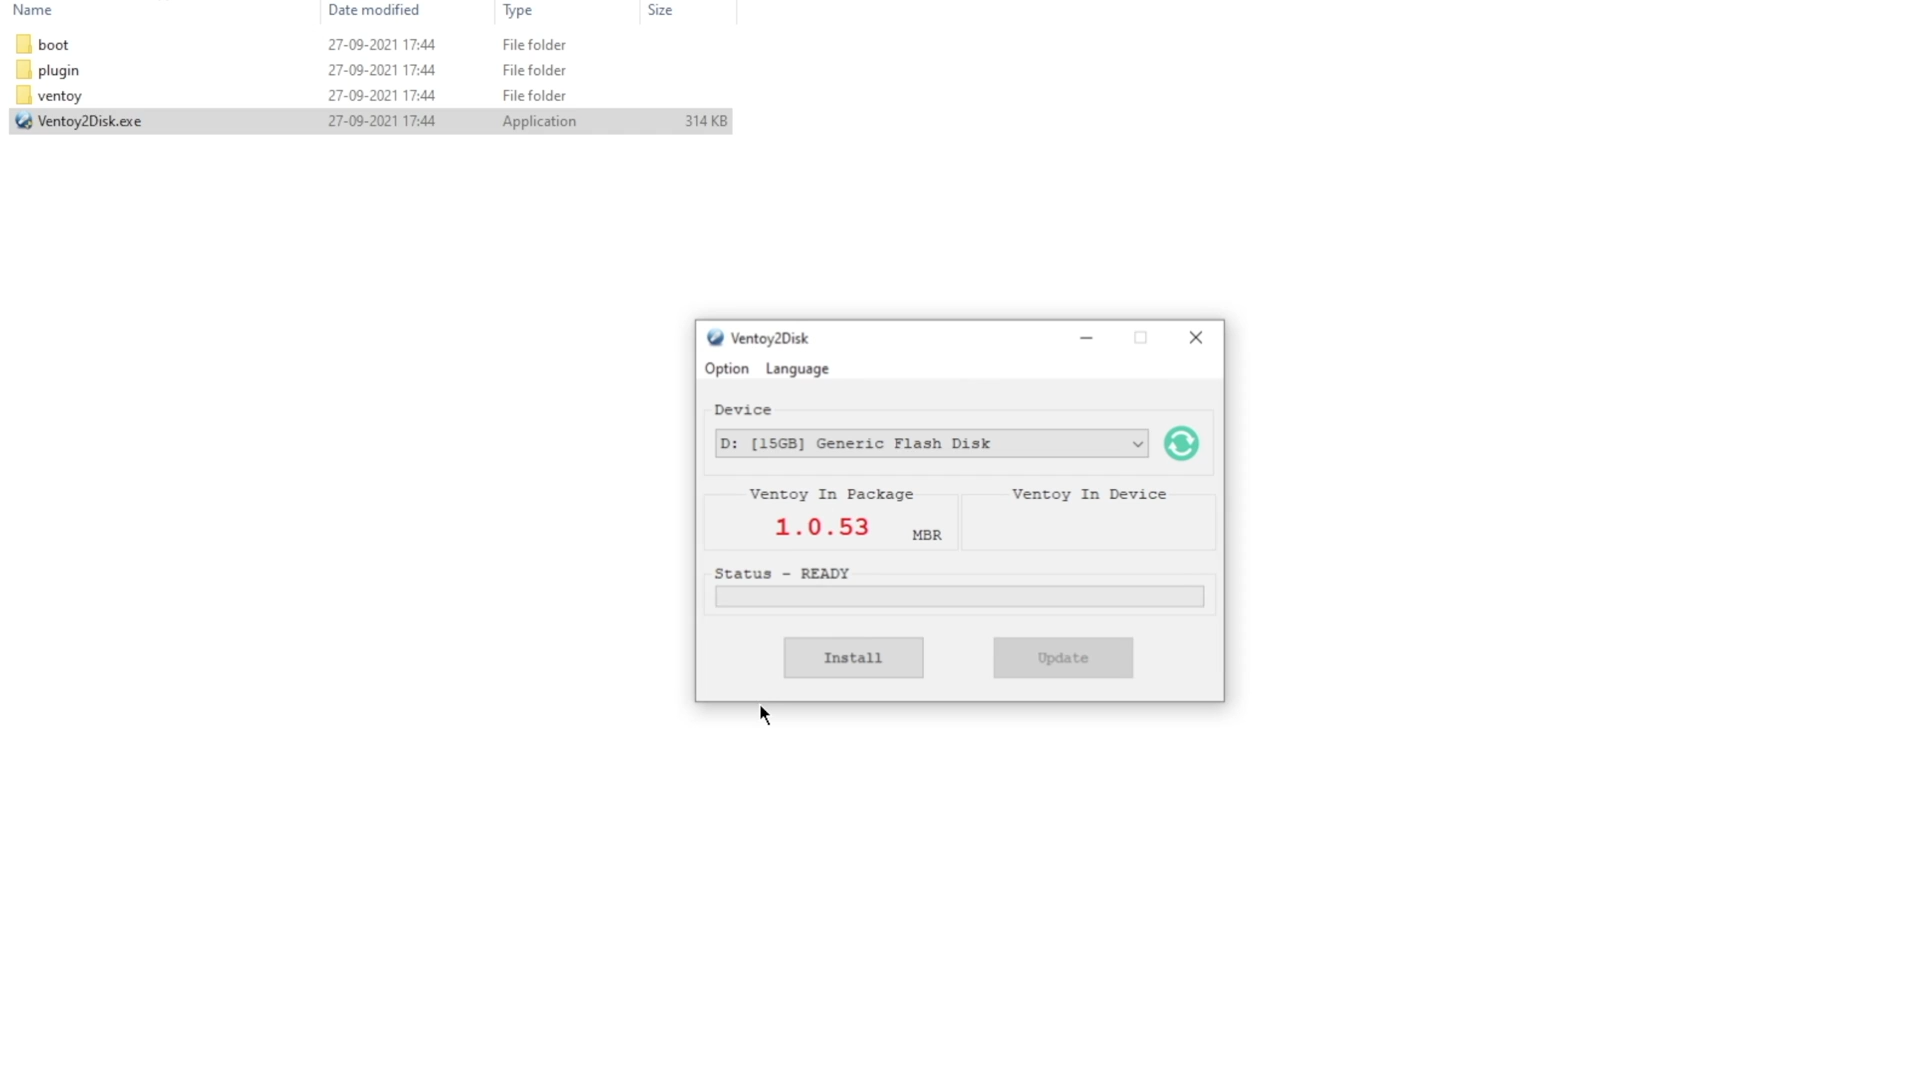 Name Date modified Type Size
boot 27-09-2021 17:44 File folder
plugin 27-09-2021 17:44 File folder
ventoy 27-09-2021 17:44 File folder
Ventoy2Disk.exe 27-09-2021 17:44 Application 314 KB
Ventoy2Disk
Option Language
Device
D: [15GB] Generic Flash Disk
Ventoy In Package Ventoy In Device
1.0.53 MBR
Status - READY
Install Update